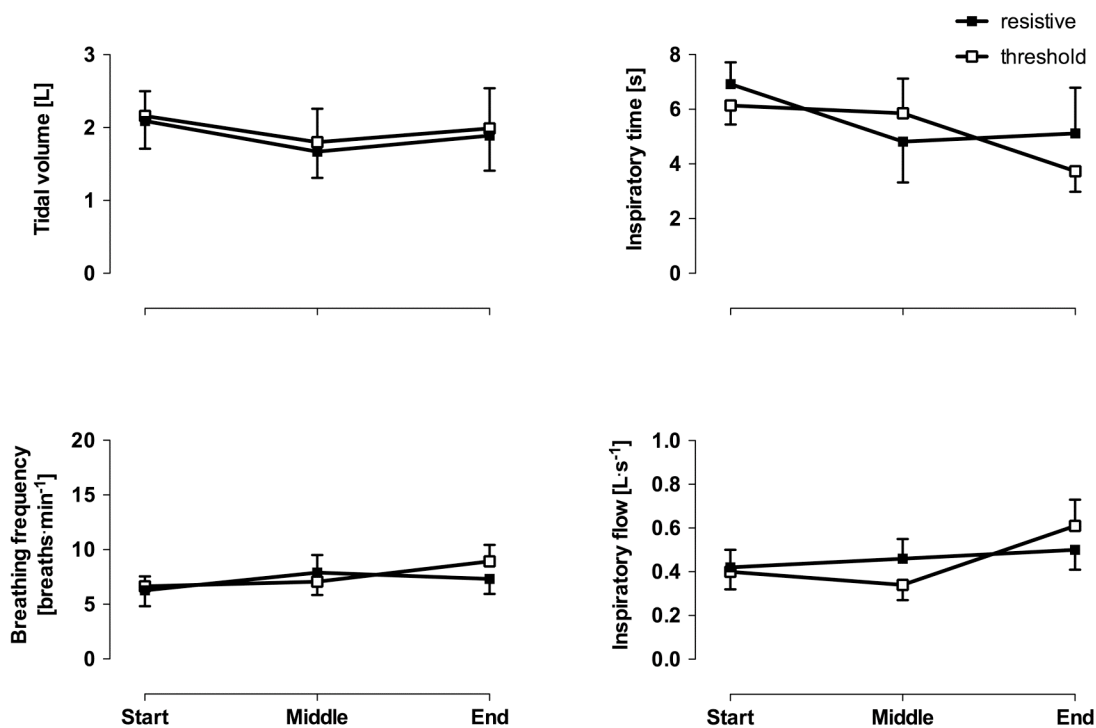 resistive
threshold
Tidal volume [L]
3
2
1
0
Inspiratory time [s]
8
6
4
2
0
Breathing frequency
[breaths·min⁻¹]
20
15
10
5
0
Start Middle End
Inspiratory flow [L·s⁻¹]
1.0
0.8
0.6
0.4
0.2
0.0
Start Middle End